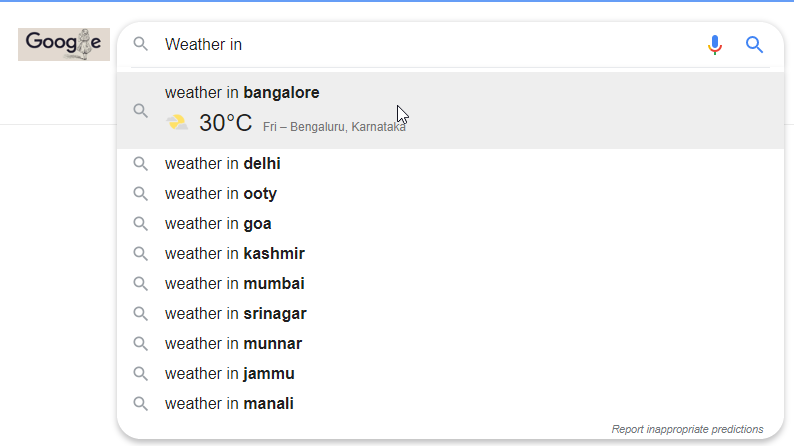 Google
Weather in
weather in bangalore
30°C Fri – Bengaluru, Karnataka
weather in delhi
weather in ooty
weather in goa
weather in kashmir
weather in mumbai
weather in srinagar
weather in munnar
weather in jammu
weather in manali
Report inappropriate predictions